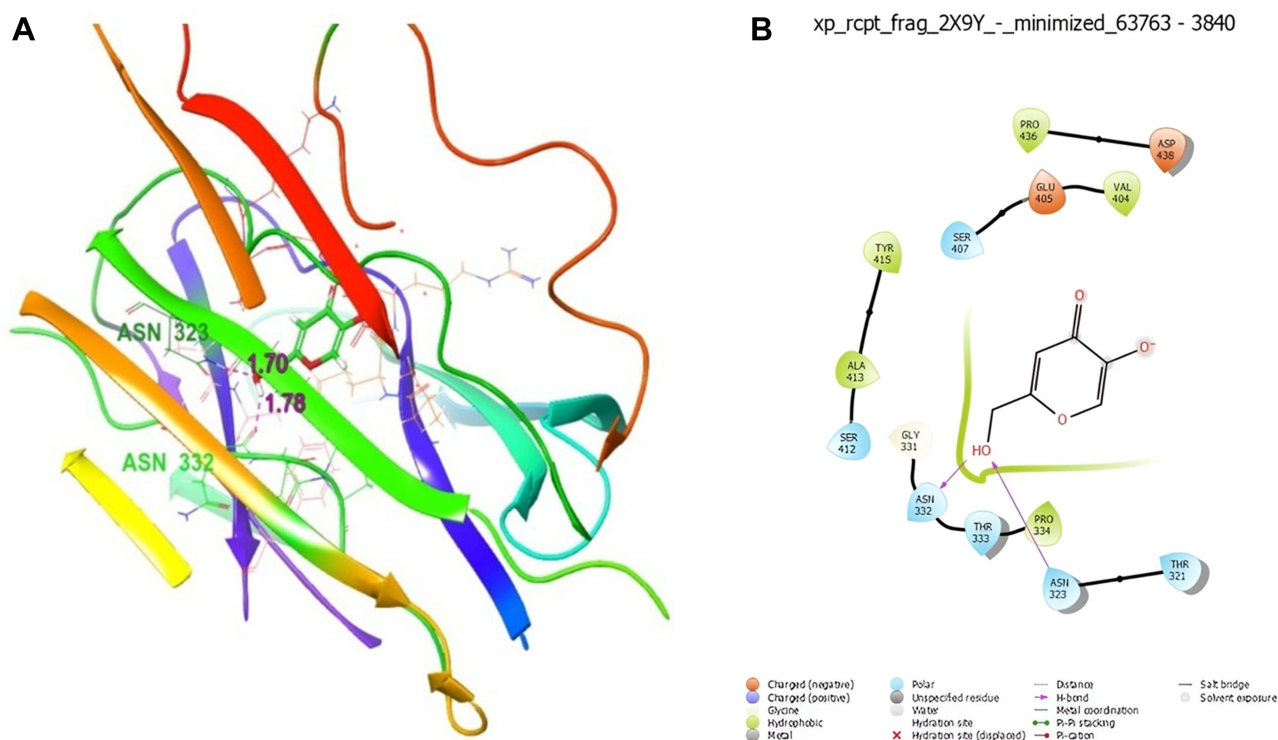 A
ASN 323
1.70
1.78
ASN 332
B
xp_rcpt_frag_2X9Y_-_minimized_63763 - 3840
PRO
436
ASP
438
GLU
405
VAL
404
SER
407
TYR
415
ALA
413
SER
412
GLY
331
ASN
332
THR
333
PRO
334
ASN
323
THR
321
O
O-
O
HO
Charged (negative)
Charged (positive)
Glycine
Hydrophobic
Metal
Polar
Unspecified residue
Water
Hydration site
Hydration site (displaced)
Distance
H-bond
Metal coordination
Pi-Pi stacking
Pi-cation
Salt bridge
Solvent exposure